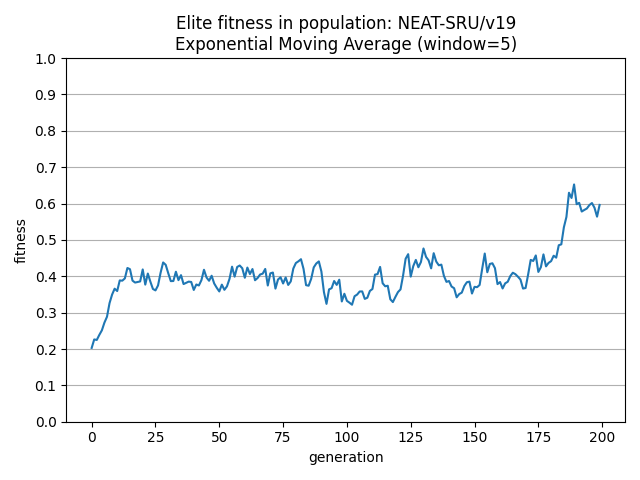 Elite fitness in population: NEAT-SRU/v19
Exponential Moving Average (window=5)
1.0
0.9
0.8
0.7
0.6
0.5
0.4
0.3
0.2
0.1
0.0
fitness
0 25 50 75 100 125 150 175 200
generation